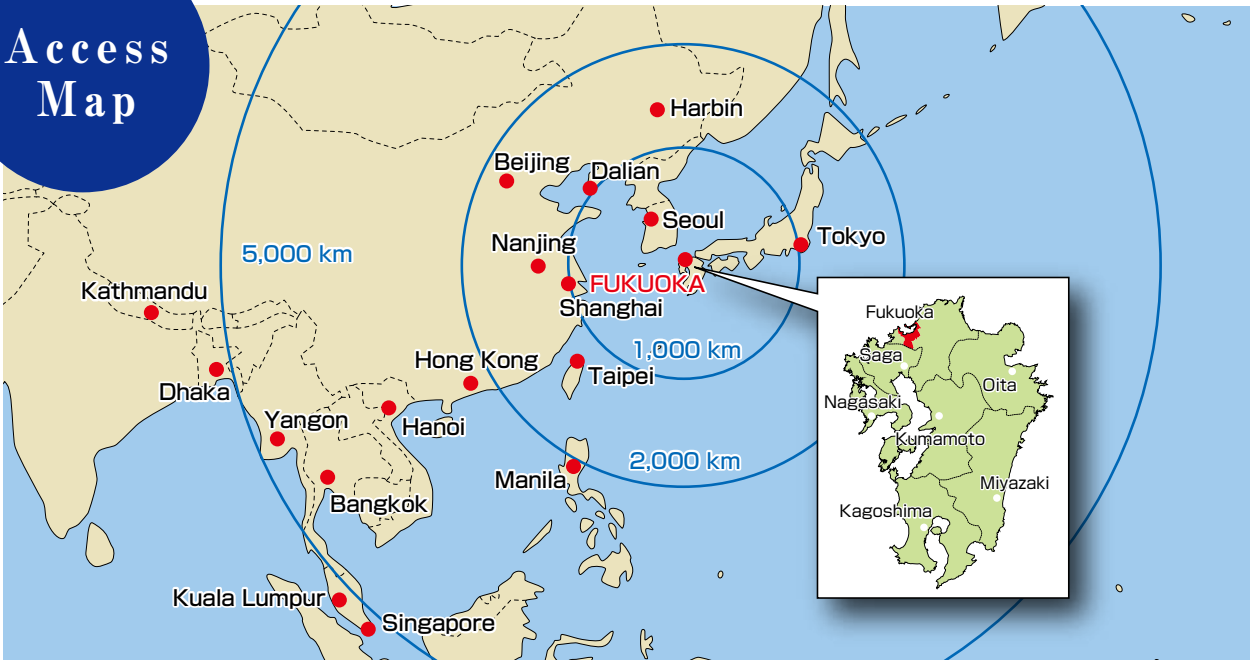 Access
Map
Harbin
Beijing
Dalian
Seoul
Tokyo
Nanjing
5,000 km
FUKUOKA
Kathmandu
Shanghai
1,000 km
Hong Kong
Taipei
Dhaka
Yangon
Hanoi
2,000 km
Manila
Bangkok
Kuala Lumpur
Singapore
Fukuoka
Saga
Oita
Nagasaki
Kumamoto
Miyazaki
Kagoshima